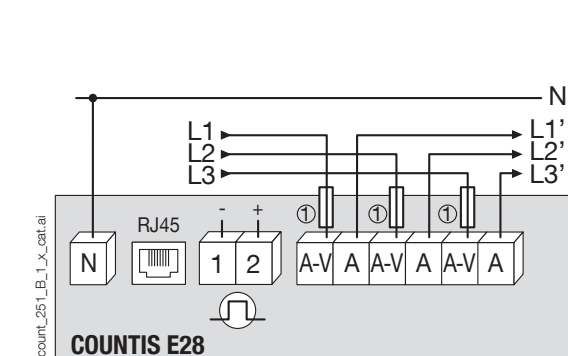 N
L1 L1’
L2 L2’
L3 L3’
RJ45 - + ① ① ①
N 1 2 A-V A A-V A A-V A
COUNTIS E28
count_251_B_1_x_cat.ai